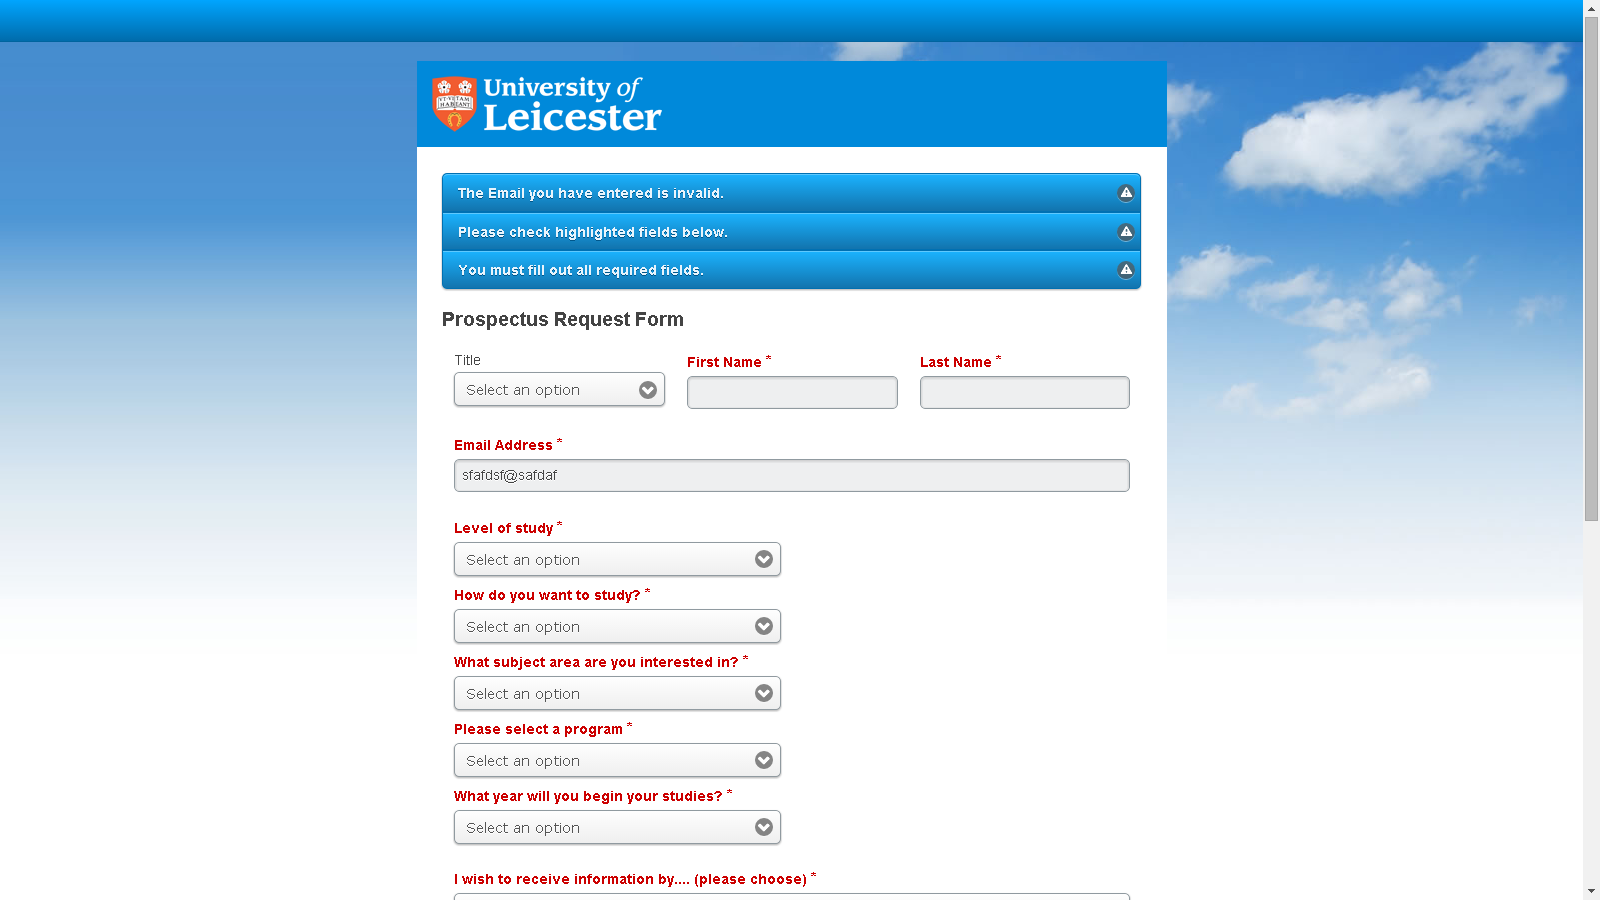 University of
Leicester
VT VITAM
HABEANT
The Email you have entered is invalid.
Please check highlighted fields below.
You must fill out all required fields.
Prospectus Request Form
Title
First Name *
Last Name *
Select an option
Email Address *
sfafdsf@safdaf
Level of study *
Select an option
How do you want to study? *
Select an option
What subject area are you interested in? *
Select an option
Please select a program *
Select an option
What year will you begin your studies? *
Select an option
I wish to receive information by.... (please choose) *